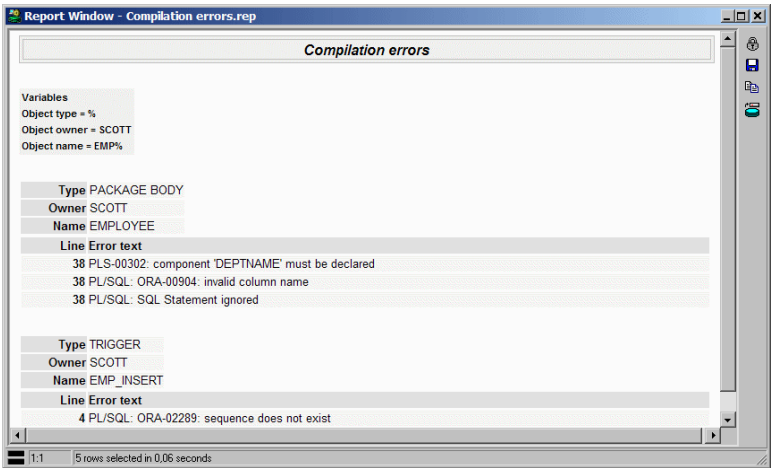 Report Window - Compilation errors.rep
Compilation errors
Variables
Object type = %
Object owner = SCOTT
Object name = EMP%
Type PACKAGE BODY
Owner SCOTT
Name EMPLOYEE
Line Error text
38 PLS-00302: component 'DEPTNAME' must be declared
38 PL/SQL: ORA-00904: invalid column name
38 PL/SQL: SQL Statement ignored
Type TRIGGER
Owner SCOTT
Name EMP_INSERT
Line Error text
4 PL/SQL: ORA-02289: sequence does not exist
1:1 5 rows selected in 0,06 seconds